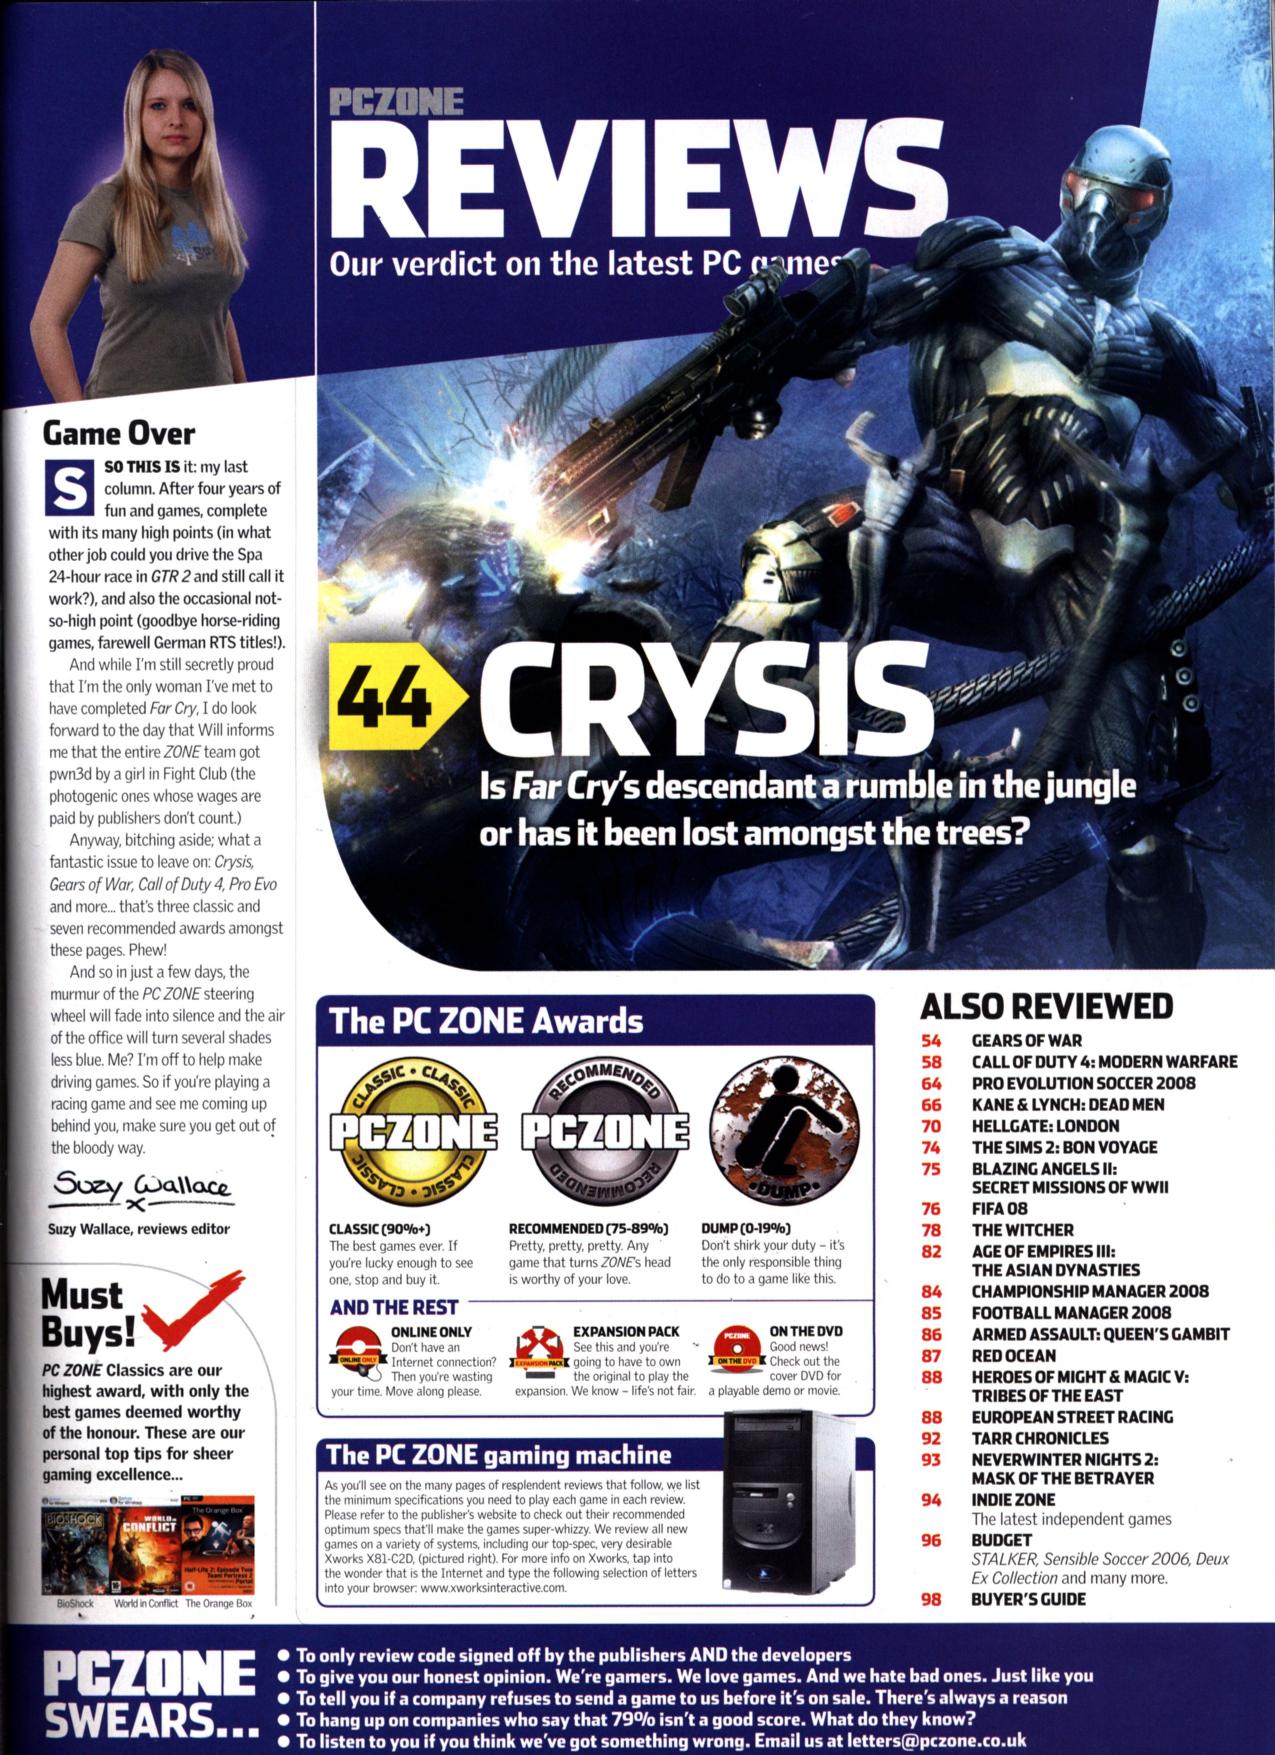 PCZONE
REVIEWS
Our verdict on the latest PC games
Game Over
SO THIS IS it: my last
column. After four years of
fun and games, complete
with its many high points (in what
other job could you drive the Spa
24-hour race in GTR 2 and still call it
work?), and also the occasional not-
so-high point (goodbye horse-riding
games, farewell German RTS titles!).
And while I'm still secretly proud
that I'm the only woman I've met to
have completed Far Cry, I do look
forward to the day that Will informs
me that the entire ZONE team got
pwn3d by a girl in Fight Club (the
photogenic ones whose wages are
paid by publishers don't count.)
Anyway, bitching aside; what a
fantastic issue to leave on: Crysis,
Gears of War, Call of Duty 4, Pro Evo
and more... that's three classic and
seven recommended awards amongst
these pages. Phew!
And so in just a few days, the
murmur of the PC ZONE steering
wheel will fade into silence and the air
of the office will turn several shades
less blue. Me? I'm off to help make
driving games. So if you're playing a
racing game and see me coming up
behind you, make sure you get out of
the bloody way.
Suzy Wallace
x
Suzy Wallace, reviews editor
Must
Buys!
PC ZONE Classics are our
highest award, with only the
best games deemed worthy
of the honour. These are our
personal top tips for sheer
gaming excellence...
BIOSHOCK
WORLD IN
CONFLICT
The Orange Box
Half-Life 2: Episode Two
Team Fortress 2
Portal
BioShock
World in Conflict
The Orange Box
44
CRYSIS
Is Far Cry's descendant a rumble in the jungle
or has it been lost amongst the trees?
The PC ZONE Awards
CLASSIC • CLASSIC
PCZONE
CLASSIC • CLASSIC
RECOMMENDED
PCZONE
RECOMMENDED
•DUMP•
CLASSIC (90%+)
The best games ever. If
you're lucky enough to see
one, stop and buy it.
RECOMMENDED (75-89%)
Pretty, pretty, pretty. Any
game that turns ZONE's head
is worthy of your love.
DUMP (0-19%)
Don't shirk your duty – it's
the only responsible thing
to do to a game like this.
AND THE REST
ONLINE ONLY
ONLINE ONLY
Don't have an
Internet connection?
Then you're wasting
your time. Move along please.
EXPANSION PACK
EXPANSION PACK
See this and you're
going to have to own
the original to play the
expansion. We know – life's not fair.
PCZONE
ON THE DVD
ON THE DVD
Good news!
Check out the
cover DVD for
a playable demo or movie.
The PC ZONE gaming machine
As you'll see on the many pages of resplendent reviews that follow, we list
the minimum specifications you need to play each game in each review.
Please refer to the publisher's website to check out their recommended
optimum specs that'll make the games super-whizzy. We review all new
games on a variety of systems, including our top-spec, very desirable
Xworks X81-C2D, (pictured right). For more info on Xworks, tap into
the wonder that is the Internet and type the following selection of letters
into your browser: www.xworksinteractive.com.
ALSO REVIEWED
54 GEARS OF WAR
58 CALL OF DUTY 4: MODERN WARFARE
64 PRO EVOLUTION SOCCER 2008
66 KANE & LYNCH: DEAD MEN
70 HELLGATE: LONDON
74 THE SIMS 2: BON VOYAGE
75 BLAZING ANGELS II:
SECRET MISSIONS OF WWII
76 FIFA 08
78 THE WITCHER
82 AGE OF EMPIRES III:
THE ASIAN DYNASTIES
84 CHAMPIONSHIP MANAGER 2008
85 FOOTBALL MANAGER 2008
86 ARMED ASSAULT: QUEEN'S GAMBIT
87 RED OCEAN
88 HEROES OF MIGHT & MAGIC V:
TRIBES OF THE EAST
88 EUROPEAN STREET RACING
92 TARR CHRONICLES
93 NEVERWINTER NIGHTS 2:
MASK OF THE BETRAYER
94 INDIE ZONE
The latest independent games
96 BUDGET
STALKER, Sensible Soccer 2006, Deux
Ex Collection and many more.
98 BUYER'S GUIDE
PCZONE
SWEARS...
● To only review code signed off by the publishers AND the developers
● To give you our honest opinion. We're gamers. We love games. And we hate bad ones. Just like you
● To tell you if a company refuses to send a game to us before it's on sale. There's always a reason
● To hang up on companies who say that 79% isn't a good score. What do they know?
● To listen to you if you think we've got something wrong. Email us at letters@pczone.co.uk